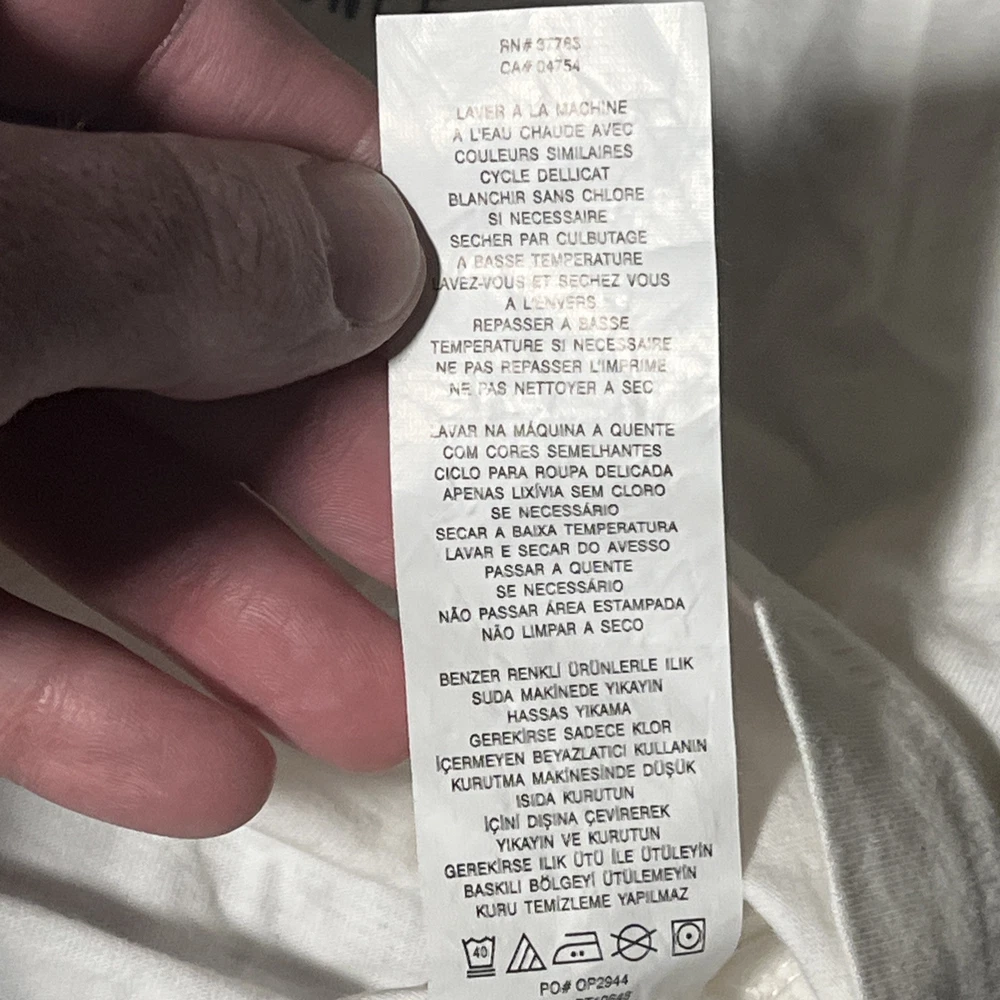 RN# 37763
CA# 04754
LAVER A LA MACHINE
A L'EAU CHAUDE AVEC
COULEURS SIMILAIRES
CYCLE DELLICAT
BLANCHIR SANS CHLORE
SI NECESSAIRE
SECHER PAR CULBUTAGE
A BASSE TEMPERATURE
LAVEZ-VOUS ET SECHEZ VOUS
A L'ENVERS
REPASSER A BASSE
TEMPERATURE SI NECESSAIRE
NE PAS REPASSER L'IMPRIME
NE PAS NETTOYER A SEC
LAVAR NA MÁQUINA A QUENTE
COM CORES SEMELHANTES
CICLO PARA ROUPA DELICADA
APENAS LIXÍVIA SEM CLORO
SE NECESSÁRIO
SECAR A BAIXA TEMPERATURA
LAVAR E SECAR DO AVESSO
PASSAR A QUENTE
SE NECESSÁRIO
NÃO PASSAR ÁREA ESTAMPADA
NÃO LIMPAR A SECO
BENZER RENKLİ ÜRÜNLERLE ILIK
SUDA MAKİNEDE YIKAYIN
HASSAS YIKAMA
GEREKİRSE SADECE KLOR
İÇERMEYEN BEYAZLATICI KULLANIN
KURUTMA MAKİNESİNDE DÜŞÜK
ISIDA KURUTUN
İÇİNİ DIŞINA ÇEVİREREK
YIKAYIN VE KURUTUN
GEREKİRSE ILIK ÜTÜ İLE ÜTÜLEYİN
BASKILI BÖLGEYİ ÜTÜLEMEYİN
KURU TEMİZLEME YAPILMAZ
40
PO# OP2944